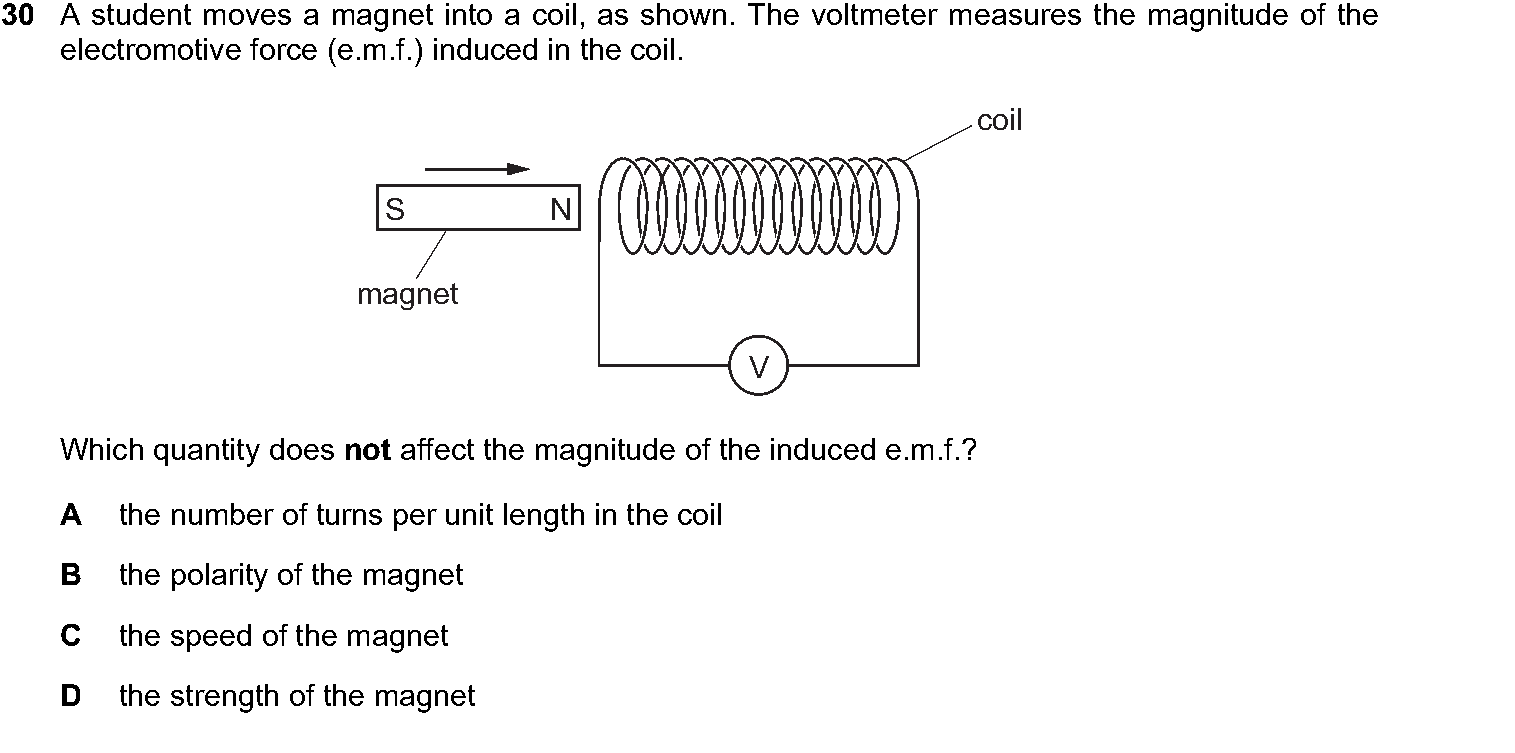 30 A student moves a magnet into a coil, as shown. The voltmeter measures the magnitude of the
electromotive force (e.m.f.) induced in the coil.
coil
S N
magnet
V
Which quantity does not affect the magnitude of the induced e.m.f.?
A the number of turns per unit length in the coil
B the polarity of the magnet
C the speed of the magnet
D the strength of the magnet